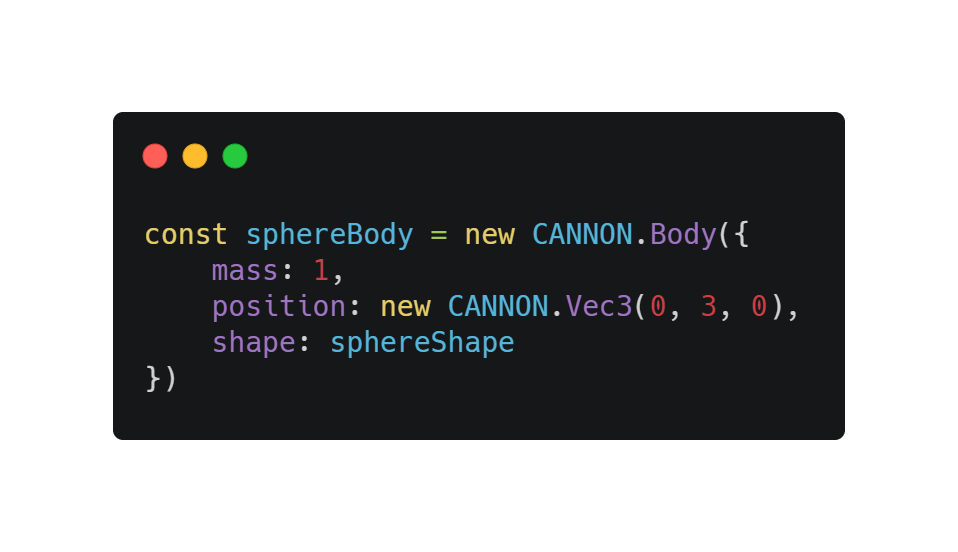 const sphereBody = new CANNON.Body({
    mass: 1,
    position: new CANNON.Vec3(0, 3, 0),
    shape: sphereShape
})